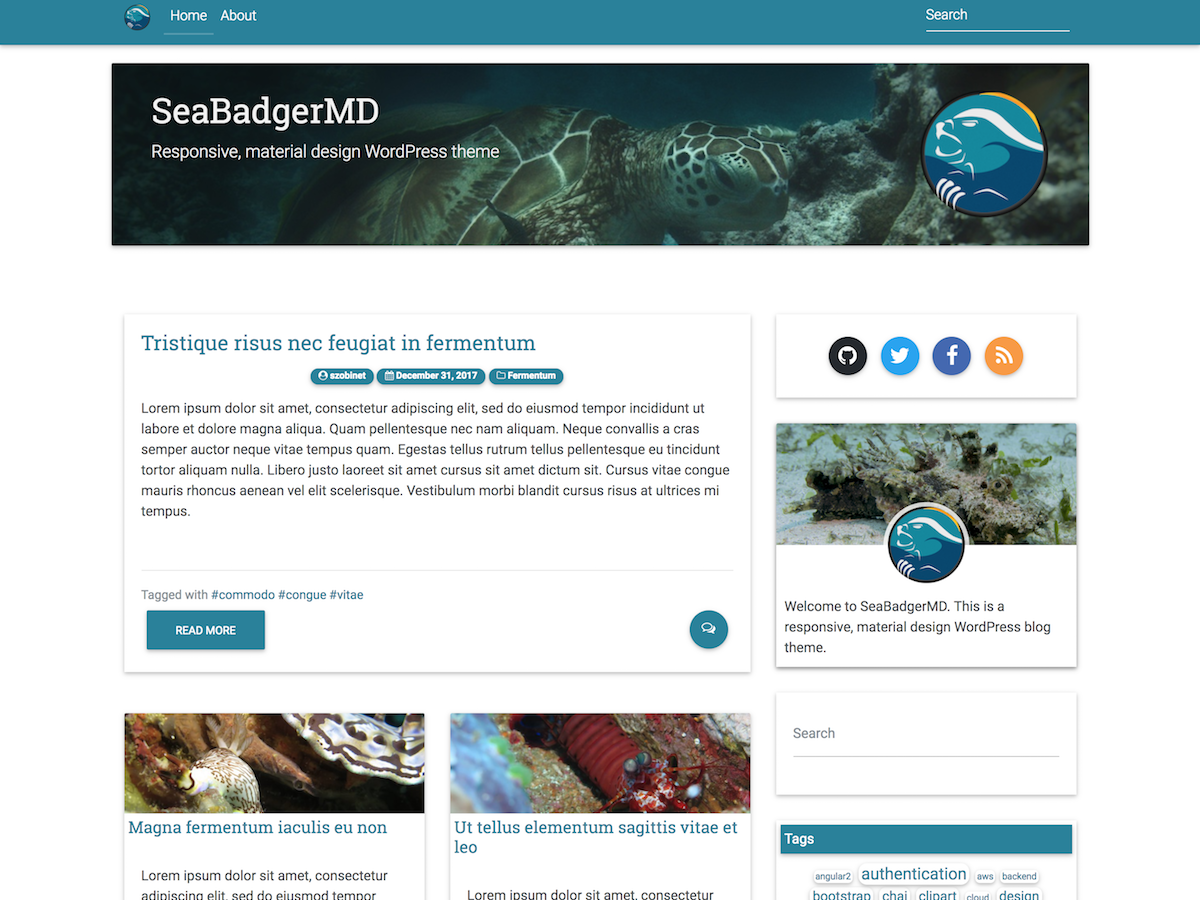 Home About
Search
SeaBadgerMD
Responsive, material design WordPress theme
Tristique risus nec feugiat in fermentum
szobinet December 31, 2017 Fermentum
Lorem ipsum dolor sit amet, consectetur adipiscing elit, sed do eiusmod tempor incididunt ut
labore et dolore magna aliqua. Quam pellentesque nec nam aliquam. Neque convallis a cras
semper auctor neque vitae tempus quam. Egestas tellus rutrum tellus pellentesque eu tincidunt
tortor aliquam nulla. Libero justo laoreet sit amet cursus sit amet dictum sit. Cursus vitae congue
mauris rhoncus aenean vel elit scelerisque. Vestibulum morbi blandit cursus risus at ultrices mi
tempus.
Tagged with #commodo #congue #vitae
READ MORE
Magna fermentum iaculis eu non
Lorem ipsum dolor sit amet, consectetur
adipiscing elit, sed do eiusmod tempor
Ut tellus elementum sagittis vitae et
leo
Lorem ipsum dolor sit amet, consectetur
Welcome to SeaBadgerMD. This is a
responsive, material design WordPress blog
theme.
Search
Tags
angular2 authentication aws backend
bootstrap chai clipart cloud design